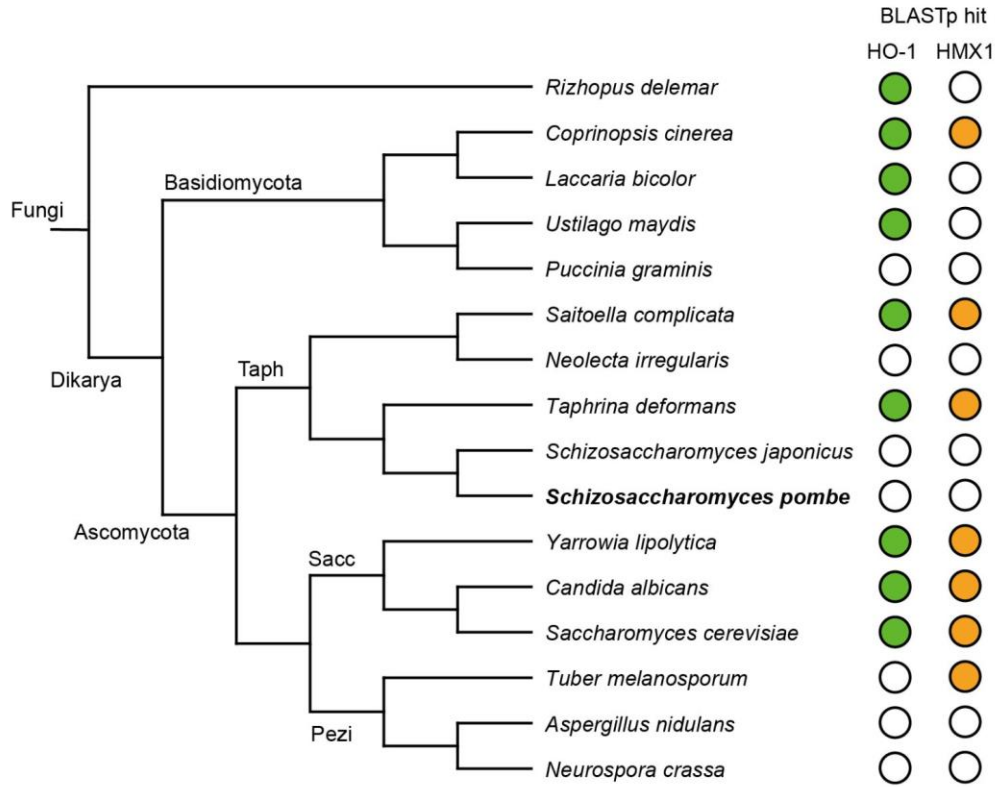 BLASTp hit
HO-1 HMX1
Rizhopus delemar
Coprinopsis cinerea
Basidiomycota
Laccaria bicolor
Fungi
Ustilago maydis
Puccinia graminis
Saitoella complicata
Neolecta irregularis
Taph
Dikarya
Taphrina deformans
Schizosaccharomyces japonicus
Schizosaccharomyces pombe
Ascomycota
Yarrowia lipolytica
Sacc
Candida albicans
Saccharomyces cerevisiae
Tuber melanosporum
Aspergillus nidulans
Pezi
Neurospora crassa